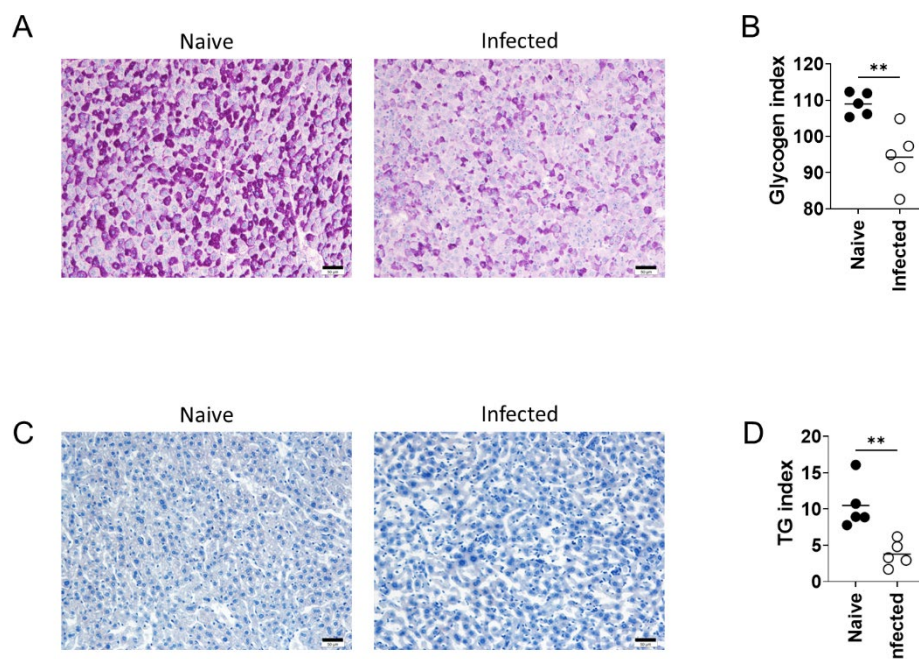 A
Naive
Infected
B
Glycogen index
120
110
100
90
80
**
Naive
Infected
C
Naive
Infected
D
TG index
20
15
10
5
0
**
Naive
nfected